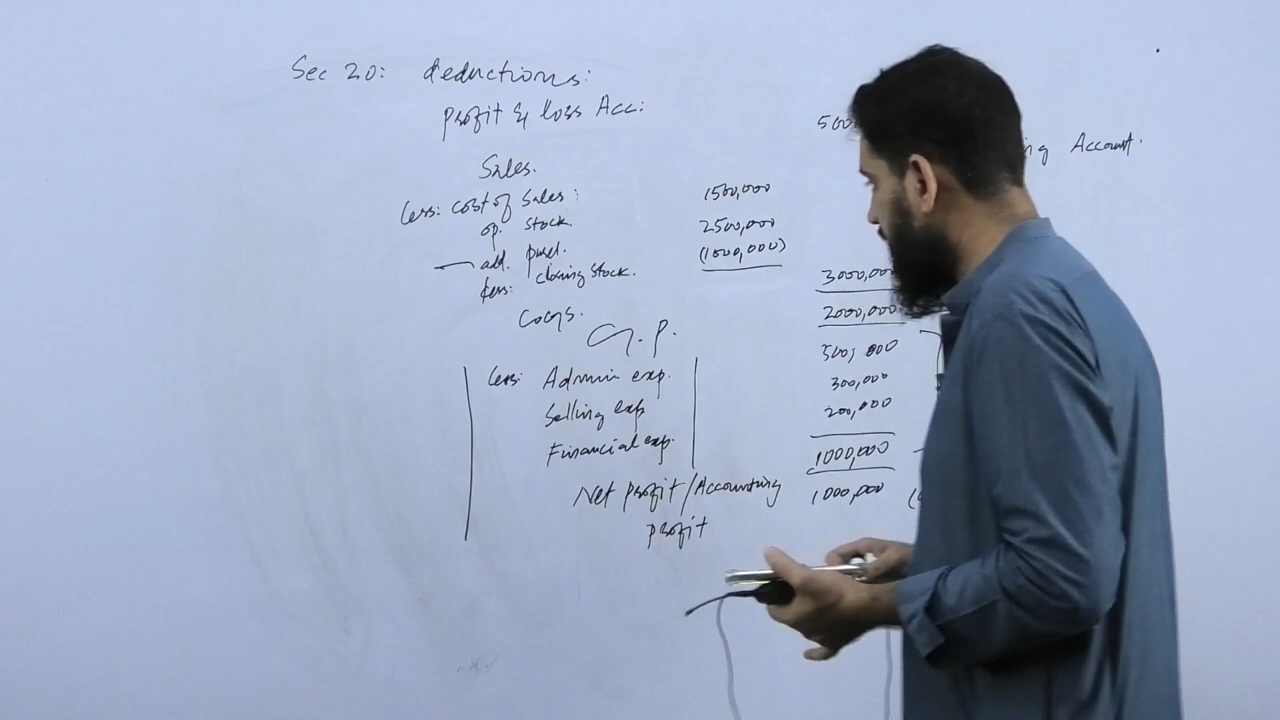 Sec 20: deductions:
profit & loss Acc:
500
ng Account.
Sales.
Less: cost of Sales:
1500,000
op. stock.
2500,000
add. purch.
(1000,000)
Less: closing stock.
3000,000
COGS.
2000,000
G.P.
500,000
Less: Admin exp.
300,000
Selling exp
200,000
Financial exp.
1000,000
Net profit/Accounting
1000,000
profit